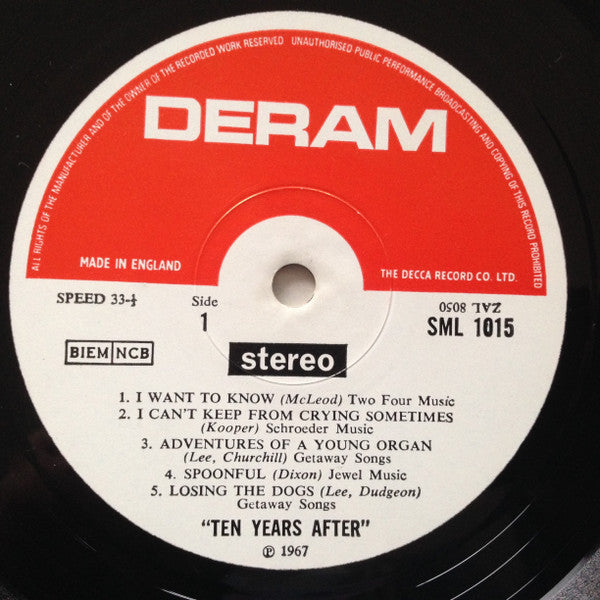 ALL RIGHTS OF THE MANUFACTURER AND OF THE OWNER OF THE RECORDED WORK RESERVED UNAUTHORISED PUBLIC PERFORMANCE BROADCASTING AND COPYING OF THIS RECORD PROHIBITED
DERAM
MADE IN ENGLAND
THE DECCA RECORD CO. LTD.
SPEED 33-⅓
Side
1
ZAL 8050
SML 1015
BIEM NCB
stereo
1. I WANT TO KNOW (McLeod) Two Four Music
2. I CAN'T KEEP FROM CRYING SOMETIMES
(Kooper) Schroeder Music
3. ADVENTURES OF A YOUNG ORGAN
(Lee, Churchill) Getaway Songs
4. SPOONFUL (Dixon) Jewel Music
5. LOSING THE DOGS (Lee, Dudgeon)
Getaway Songs
"TEN YEARS AFTER"
℗ 1967